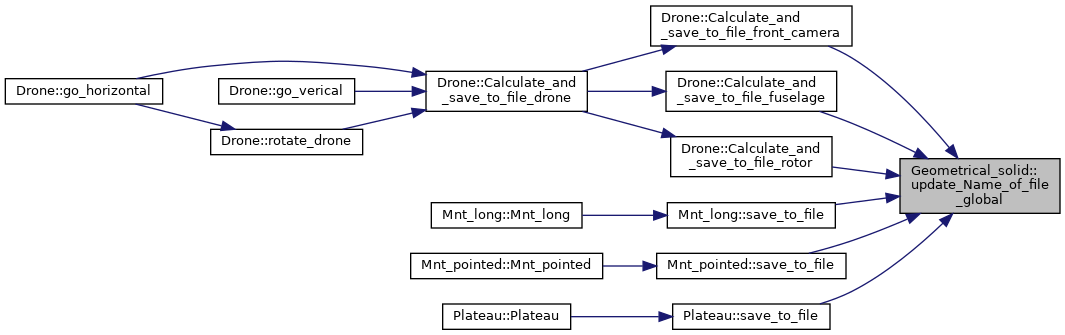 Drone::Calculate_and
_save_to_file_front_camera
Drone::go_horizontal
Drone::go_verical
Drone::Calculate_and
_save_to_file_drone
Drone::Calculate_and
_save_to_file_fuselage
Drone::rotate_drone
Drone::Calculate_and
_save_to_file_rotor
Geometrical_solid::
update_Name_of_file
_global
Mnt_long::Mnt_long
Mnt_long::save_to_file
Mnt_pointed::Mnt_pointed
Mnt_pointed::save_to_file
Plateau::Plateau
Plateau::save_to_file